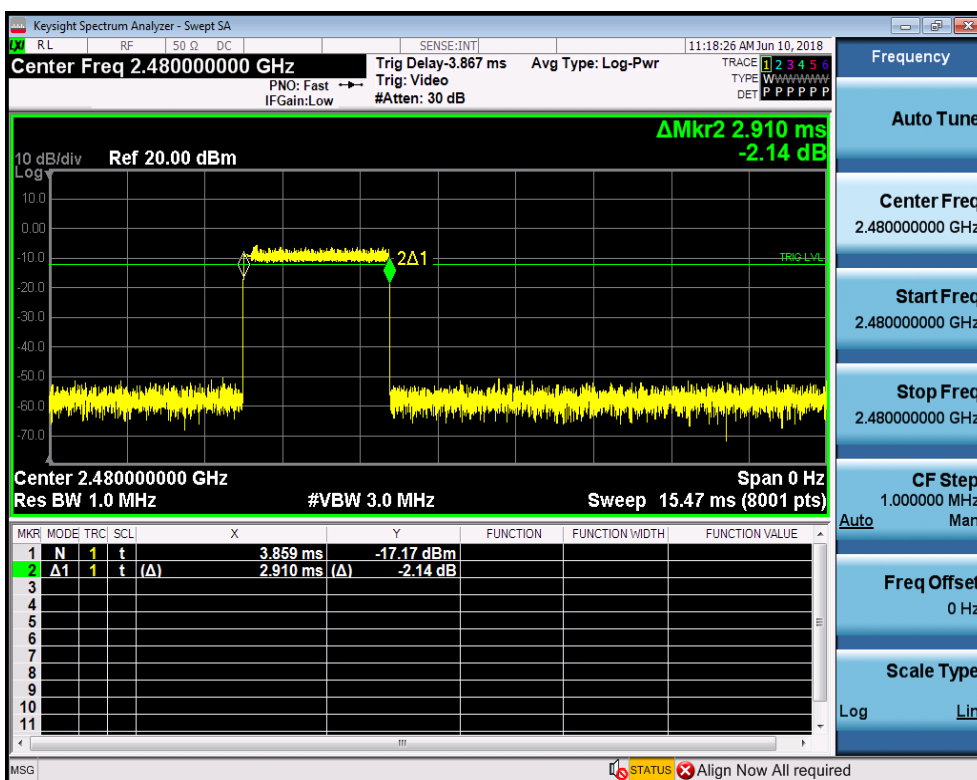 Keysight Spectrum Analyzer - Swept SA
LXI RL RF 50 Ω DC SENSE:INT 11:18:26 AM Jun 10, 2018
Center Freq 2.480000000 GHz
PNO: Fast
IFGain:Low
Trig Delay-3.867 ms
Trig: Video
#Atten: 30 dB
Avg Type: Log-Pwr
TRACE 1 2 3 4 5 6
TYPE WWWWWW
DET P P P P P P
ΔMkr2 2.910 ms
-2.14 dB
10 dB/div Ref 20.00 dBm
Log
10.0
0.00
-10.0
-20.0
-30.0
-40.0
-50.0
-60.0
-70.0
2Δ1
TRIG LVL
Center 2.480000000 GHz Span 0 Hz
Res BW 1.0 MHz #VBW 3.0 MHz Sweep 15.47 ms (8001 pts)
MKR MODE TRC SCL X Y FUNCTION FUNCTION WIDTH FUNCTION VALUE
1 N 1 t 3.859 ms -17.17 dBm
2 Δ1 1 t (Δ) 2.910 ms (Δ) -2.14 dB
3
4
5
6
7
8
9
10
11
MSG STATUS Align Now All required
Frequency
Auto Tune
Center Freq
2.480000000 GHz
Start Freq
2.480000000 GHz
Stop Freq
2.480000000 GHz
CF Step
1.000000 MHz
Auto Man
Freq Offset
0 Hz
Scale Type
Log Lin